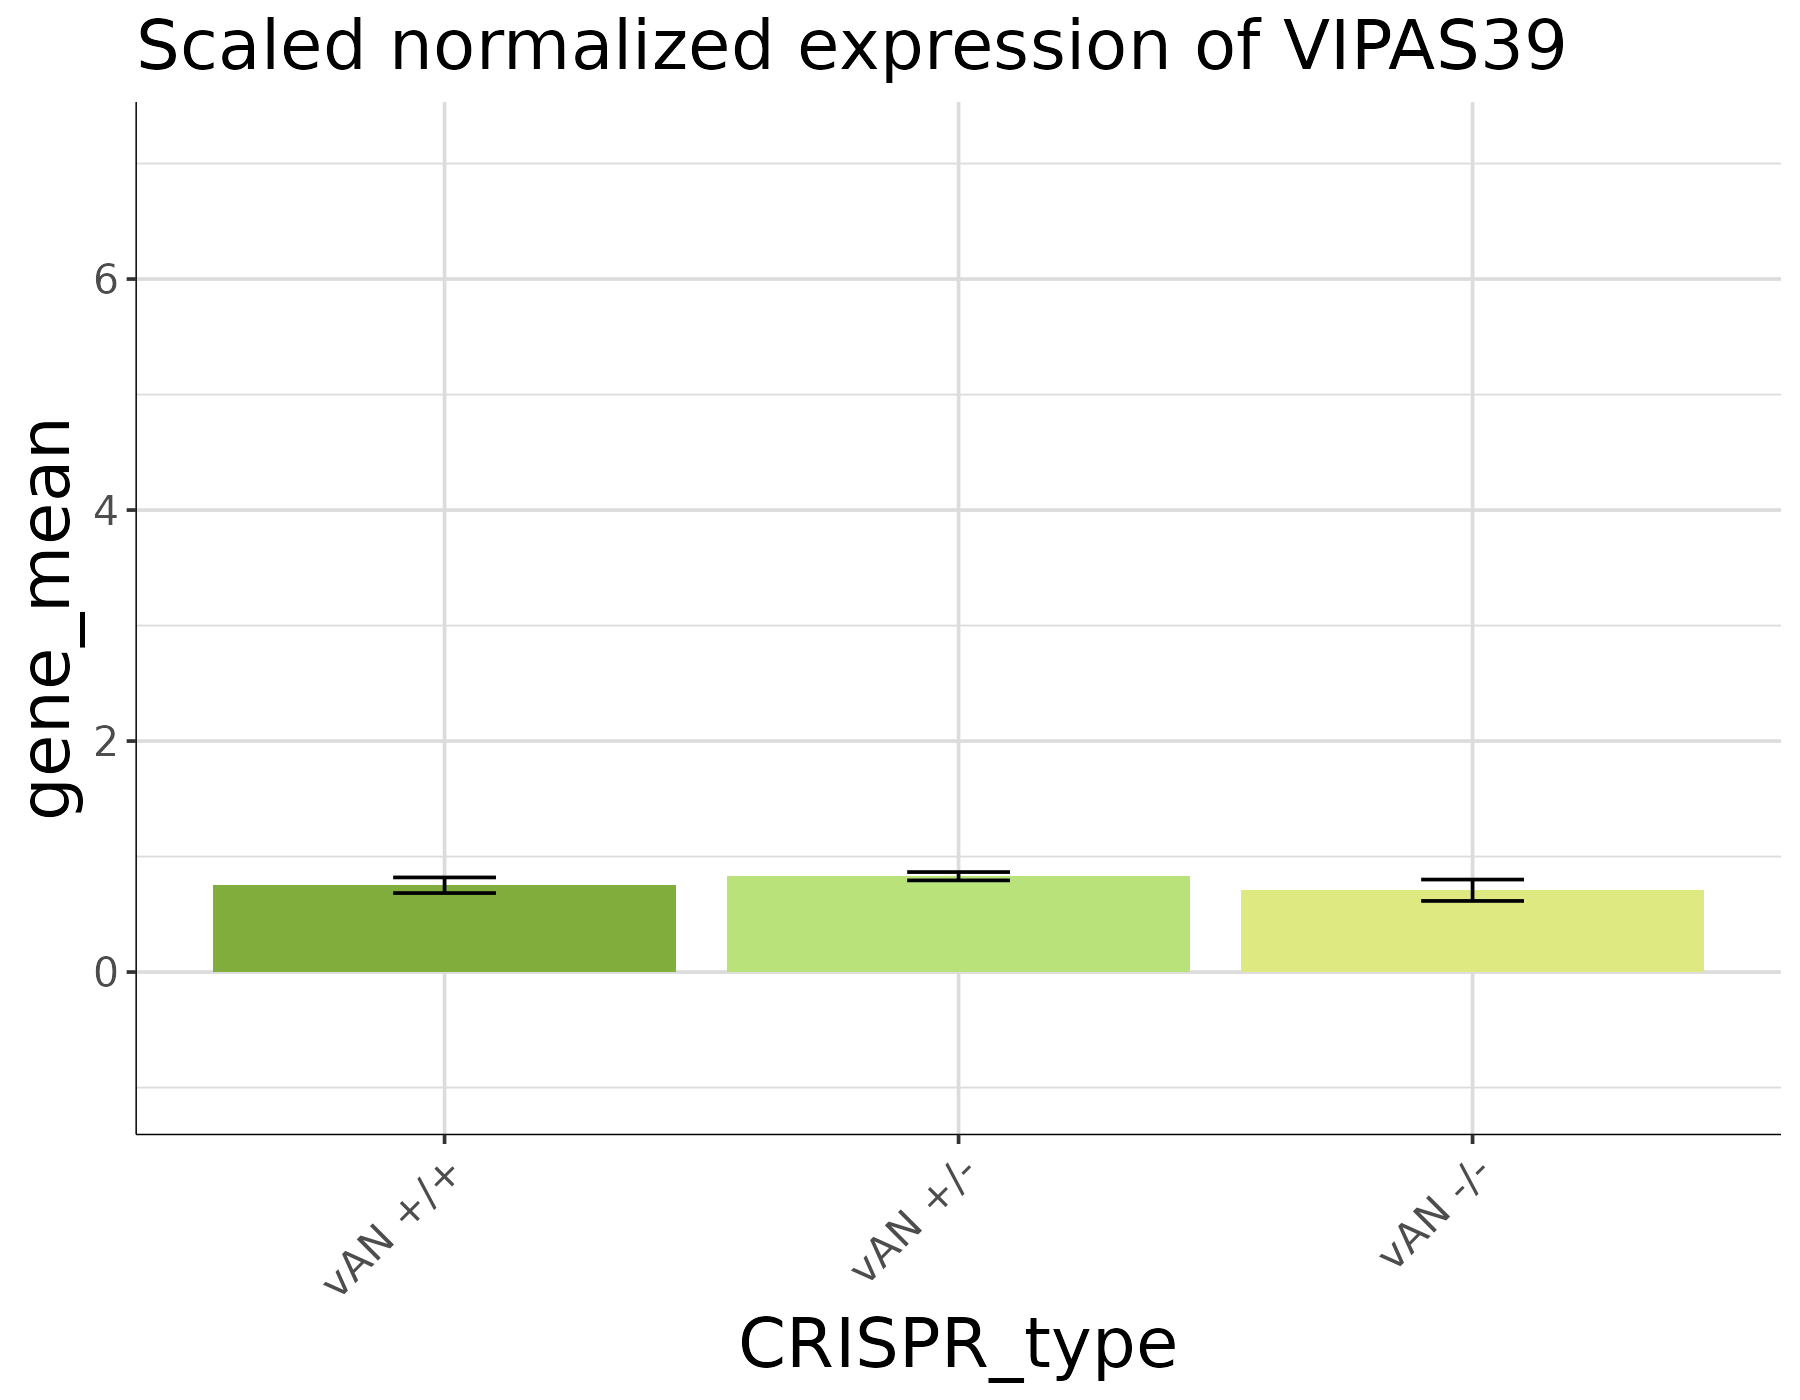 Scaled normalized expression of VIPAS39
gene_mean
6
4
2
0
vAN +/+
vAN +/-
vAN -/-
CRISPR_type